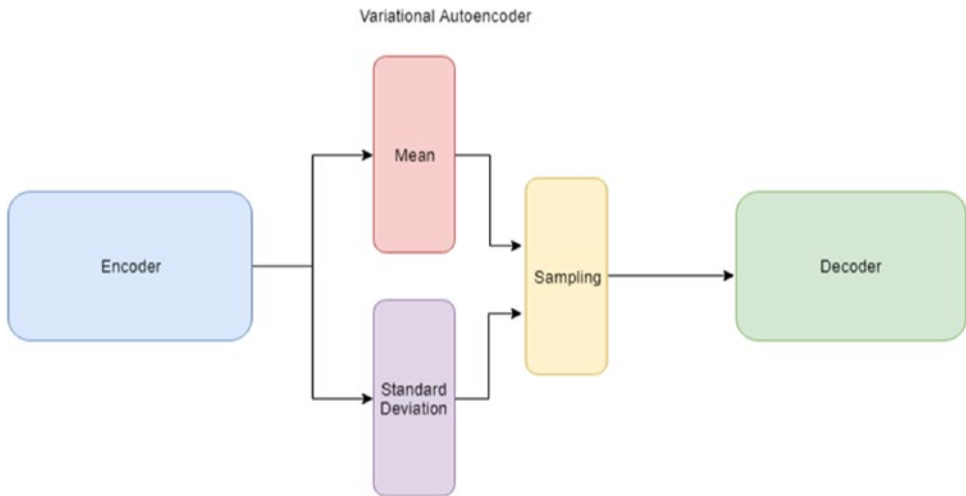 Variational Autoencoder
Mean
Encoder
Sampling
Decoder
Standard
Deviation